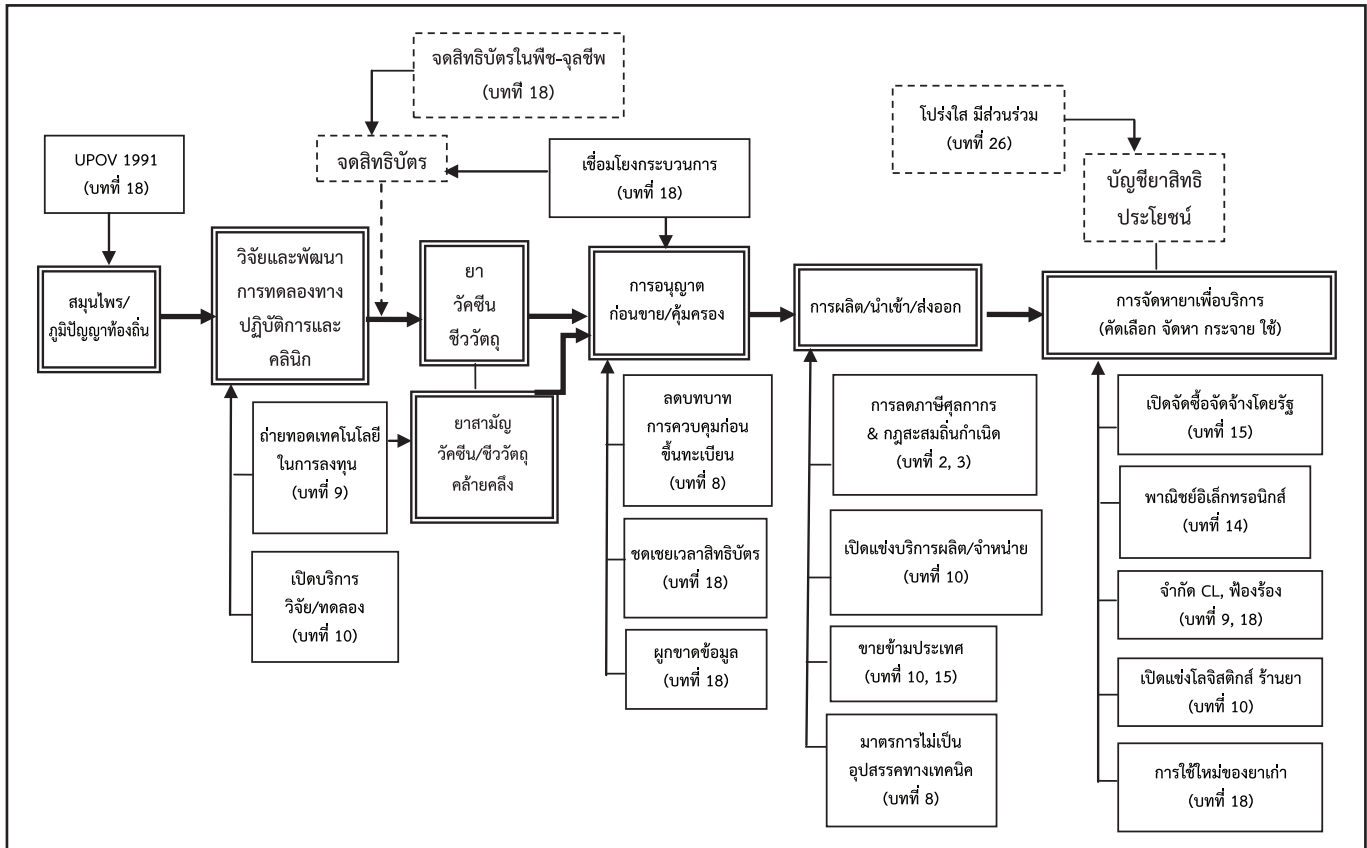 จดสิทธิบัตรในพืช-จุลชีพ
(บทที่ 18)
โปร่งใส มีส่วนร่วม
(บทที่ 26)
UPOV 1991
(บทที่ 18)
จดสิทธิบัตร
เชื่อมโยงกระบวนการ
(บทที่ 18)
บัญชียาสิทธิ
ประโยชน์
สมุนไพร/
ภูมิปัญญาท้องถิ่น
วิจัยและพัฒนา
การทดลองทาง
ปฏิบัติการและ
คลินิก
ยา
วัคซีน
ชีววัตถุ
การอนุญาต
ก่อนขาย/คุ้มครอง
การผลิต/นำเข้า/ส่งออก
การจัดหายาเพื่อบริการ
(คัดเลือก จัดหา กระจาย ใช้)
ถ่ายทอดเทคโนโลยี
ในการลงทุน
(บทที่ 9)
ยาสามัญ
วัคซีน/ชีววัตถุ
คล้ายคลึง
เปิดบริการ
วิจัย/ทดลอง
(บทที่ 10)
ลดบทบาท
การควบคุมก่อน
ขึ้นทะเบียน
(บทที่ 8)
ชดเชยเวลาสิทธิบัตร
(บทที่ 18)
ผูกขาดข้อมูล
(บทที่ 18)
การลดภาษีศุลกากร
& กฎสะสมถิ่นกำเนิด
(บทที่ 2, 3)
เปิดแข่งบริการผลิต/จำหน่าย
(บทที่ 10)
ขายข้ามประเทศ
(บทที่ 10, 15)
มาตรการไม่เป็น
อุปสรรคทางเทคนิค
(บทที่ 8)
เปิดจัดซื้อจัดจ้างโดยรัฐ
(บทที่ 15)
พาณิชย์อิเล็กทรอนิกส์
(บทที่ 14)
จำกัด CL, ฟ้องร้อง
(บทที่ 9, 18)
เปิดแข่งโลจิสติกส์ ร้านยา
(บทที่ 10)
การใช้ใหม่ของยาเก่า
(บทที่ 18)